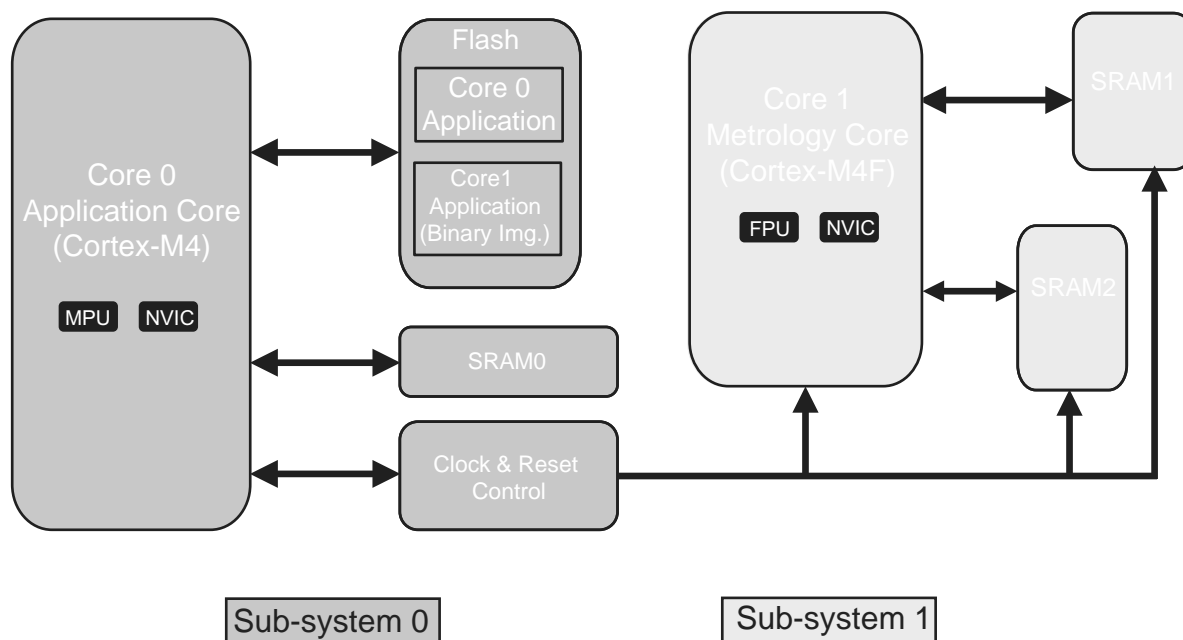 Core 0
Application Core
(Cortex-M4)
MPU
NVIC
Flash
Core 0
Application
Core1
Application
(Binary Img.)
SRAM0
Clock & Reset
Control
Core 1
Metrology Core
(Cortex-M4F)
FPU
NVIC
SRAM1
SRAM2
Sub-system 0
Sub-system 1